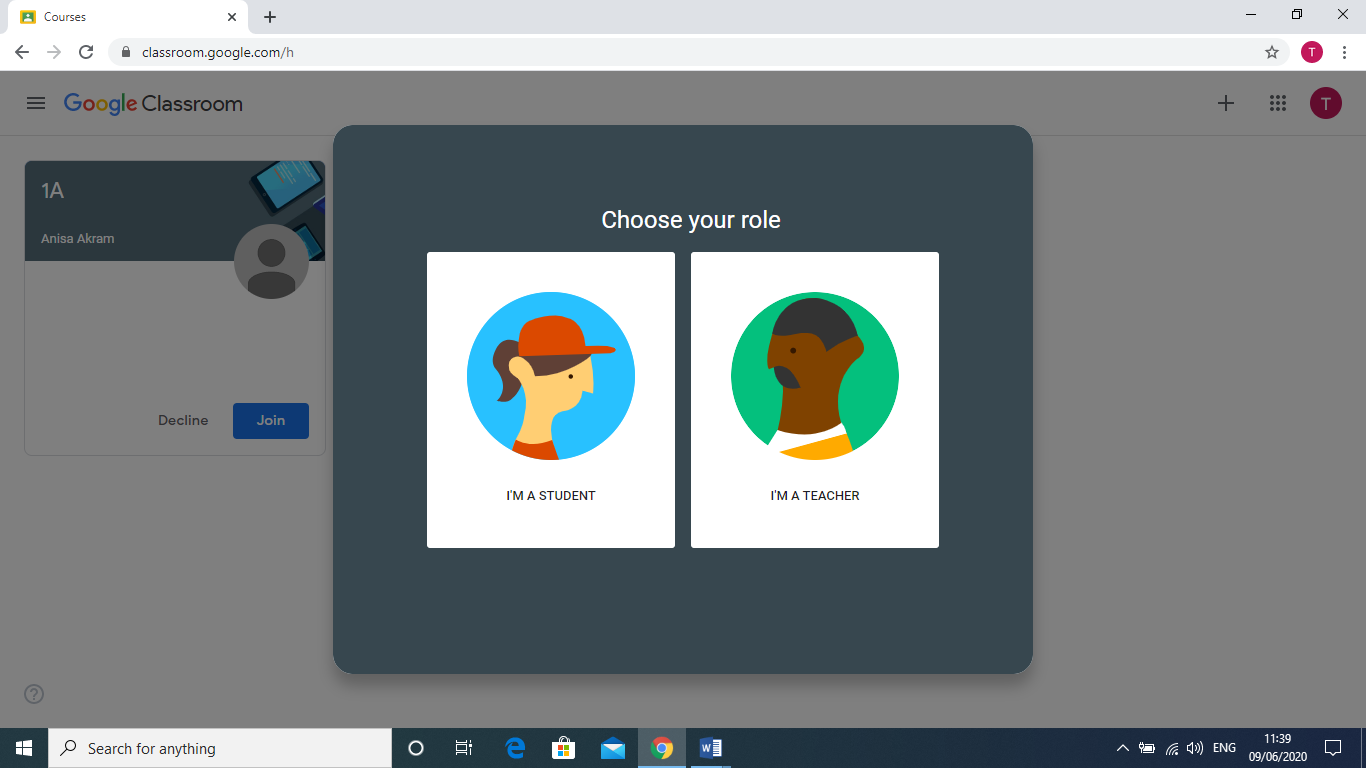 Courses
classroom.google.com/h
T
Google Classroom
T
1A
Anisa Akram
Decline
Join
Choose your role
I'M A STUDENT
I'M A TEACHER
?
Search for anything
W
ENG
11:39
09/06/2020